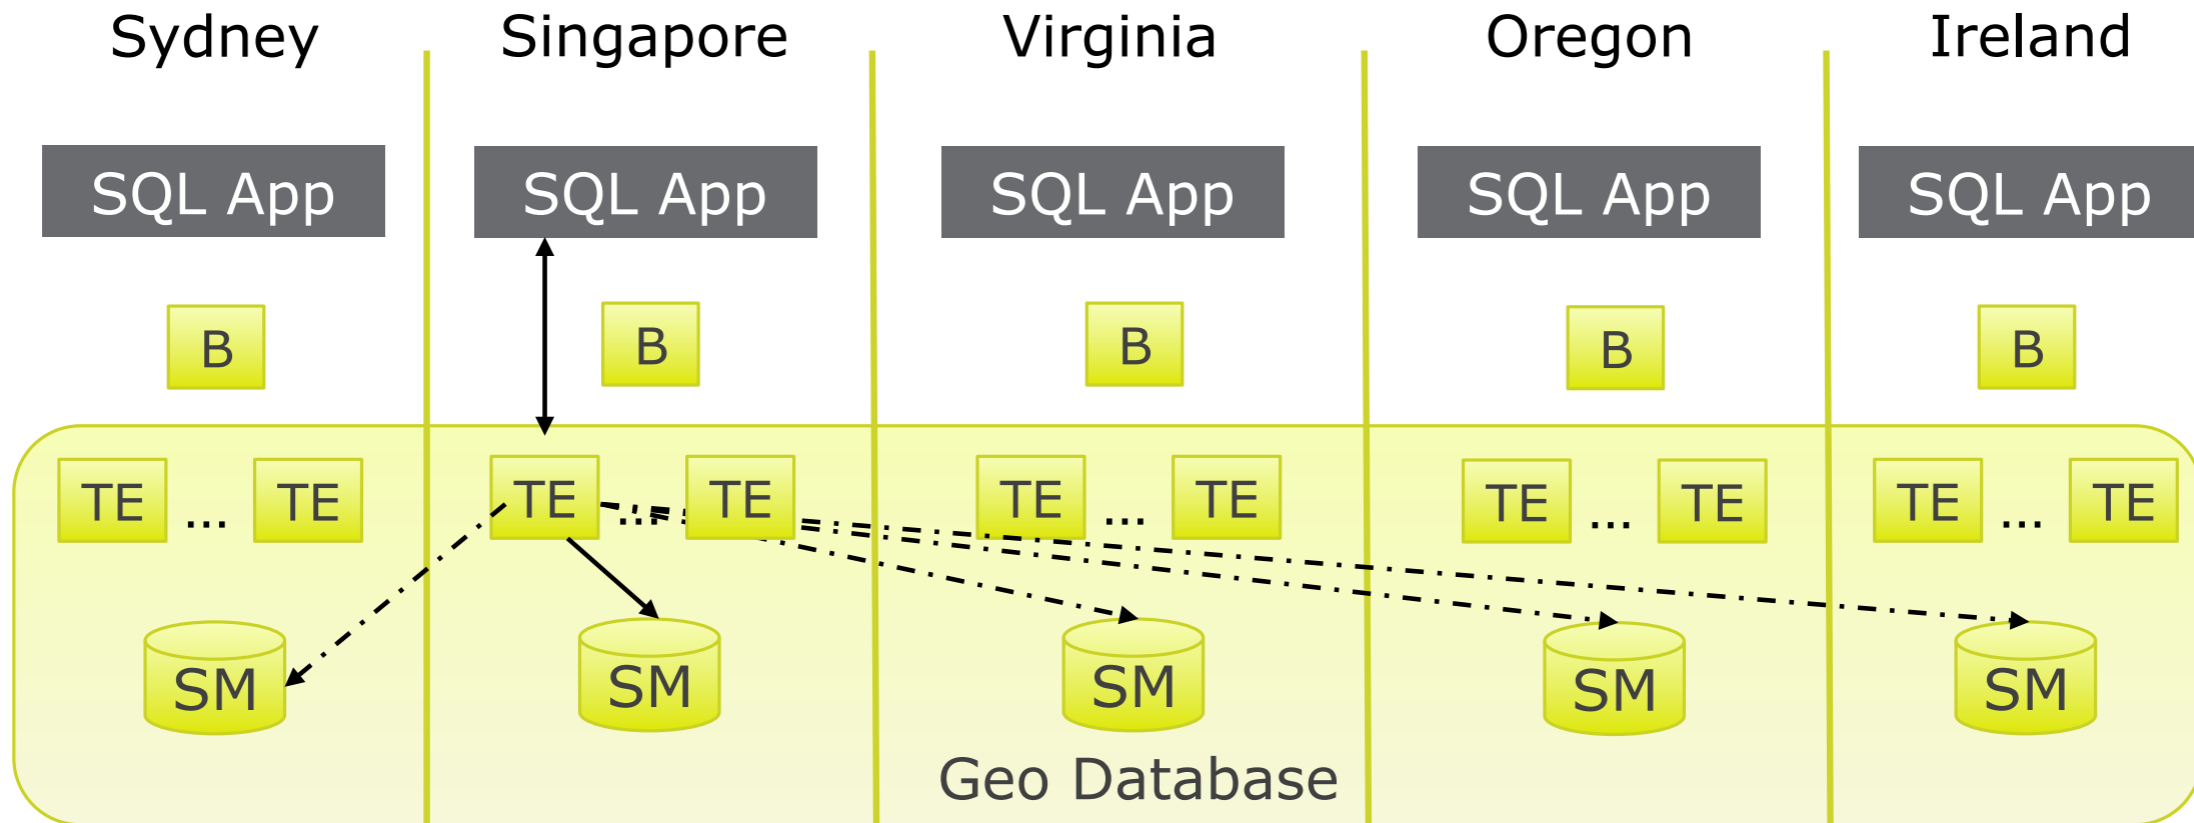 Sydney Singapore Virginia Oregon Ireland
SQL App SQL App SQL App SQL App SQL App
B B B B B
TE ... TE TE ... TE TE ... TE TE ... TE TE ... TE
SM SM SM SM SM
Geo Database